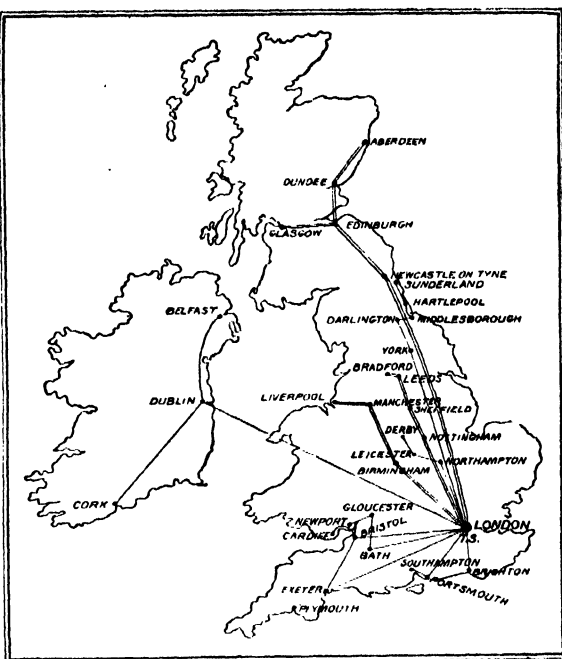 ABERDEEN
DUNDEE
EDINBURGH
GLASGOW
NEWCASTLE ON TYNE
SUNDERLAND
HARTLEPOOL
BELFAST
DARLINGTON
MIDDLESBOROUGH
YORK
BRADFORD
LEEDS
DUBLIN
LIVERPOOL
MANCHESTER
SHEFFIELD
DERBY
NOTTINGHAM
LEICESTER
NORTHAMPTON
BIRMINGHAM
CORK
GLOUCESTER
NEWPORT
BRISTOL
LONDON
T.S.
CARDIFF
BATH
SOUTHAMPTON
BRIGHTON
EXETER
PORTSMOUTH
PLYMOUTH